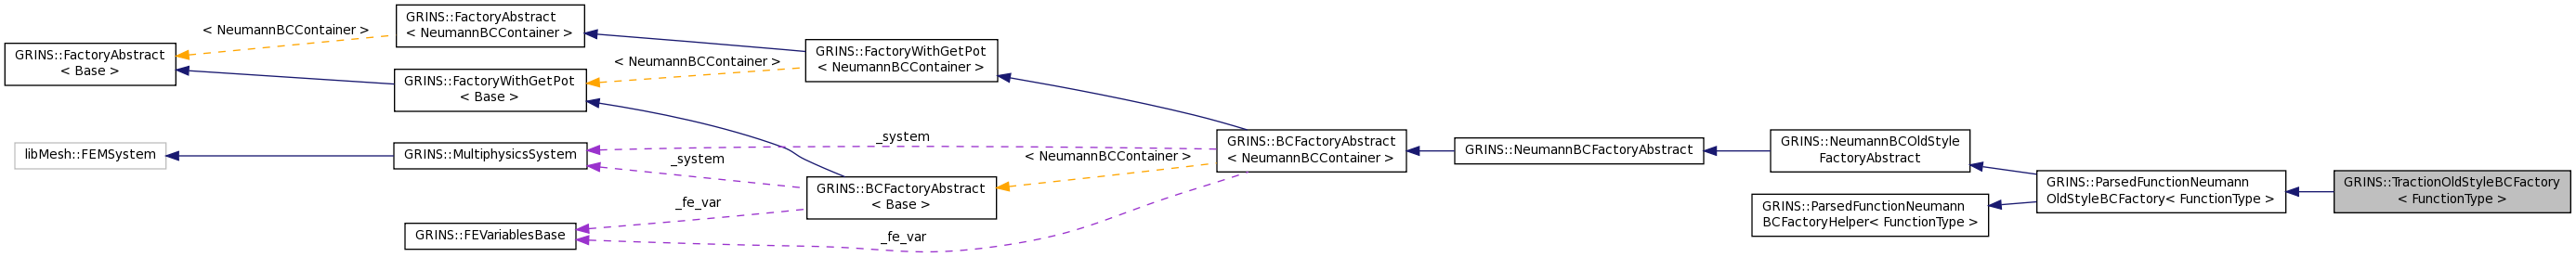 GRINS::FactoryAbstract
< Base >
< NeumannBCContainer >
GRINS::FactoryAbstract
< NeumannBCContainer >
GRINS::FactoryWithGetPot
< Base >
< NeumannBCContainer >
GRINS::FactoryWithGetPot
< NeumannBCContainer >
libMesh::FEMSystem
GRINS::MultiphysicsSystem
_system
_system
GRINS::BCFactoryAbstract
< Base >
GRINS::FEVariablesBase
_fe_var
_fe_var
< NeumannBCContainer >
GRINS::BCFactoryAbstract
< NeumannBCContainer >
GRINS::NeumannBCFactoryAbstract
GRINS::NeumannBCOldStyle
FactoryAbstract
GRINS::ParsedFunctionNeumann
BCFactoryHelper< FunctionType >
GRINS::ParsedFunctionNeumann
OldStyleBCFactory< FunctionType >
GRINS::TractionOldStyleBCFactory
< FunctionType >